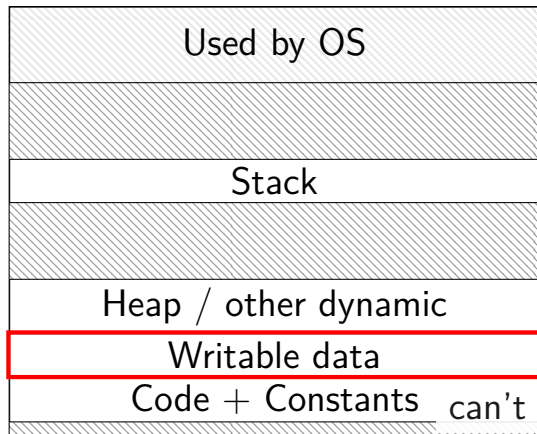 Used by OS
Stack
Heap / other dynamic
Writable data
Code + Constants
can't